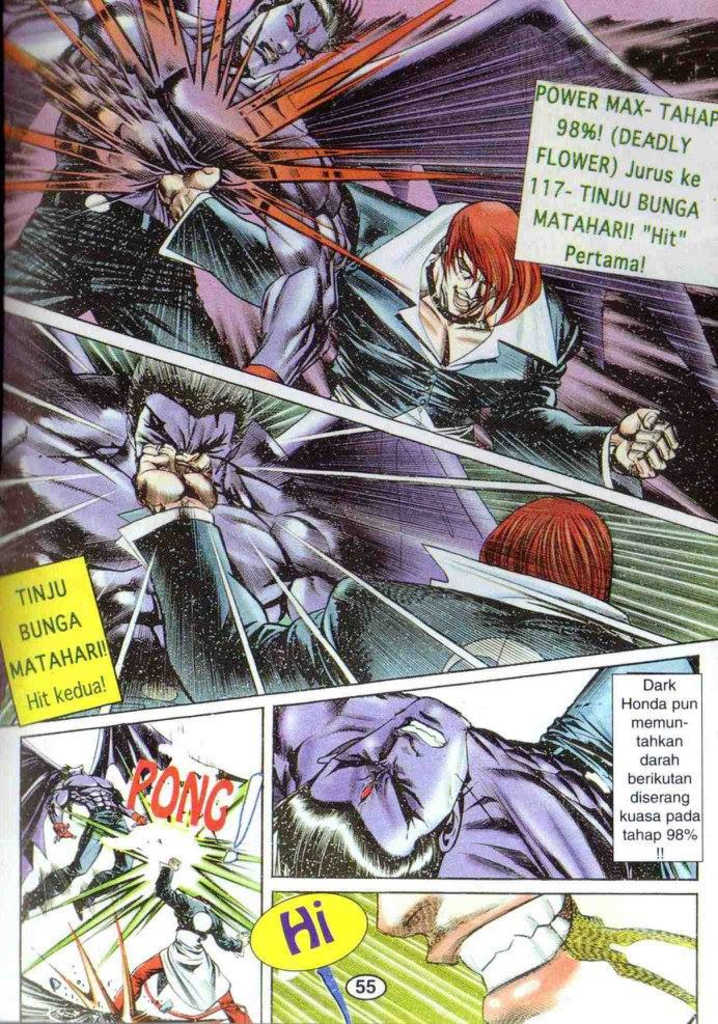 POWER MAX- TAHAP
98%! (DEADLY
FLOWER) Jurus ke
117- TINJU BUNGA
MATAHARI! "Hit"
Pertama!
TINJU
BUNGA
MATAHARI!
Hit kedua!
PONG!
Dark
Honda pun
memun-
tahkan
darah
berikutan
diserang
kuasa pada
tahap 98%
!!
Hi
55